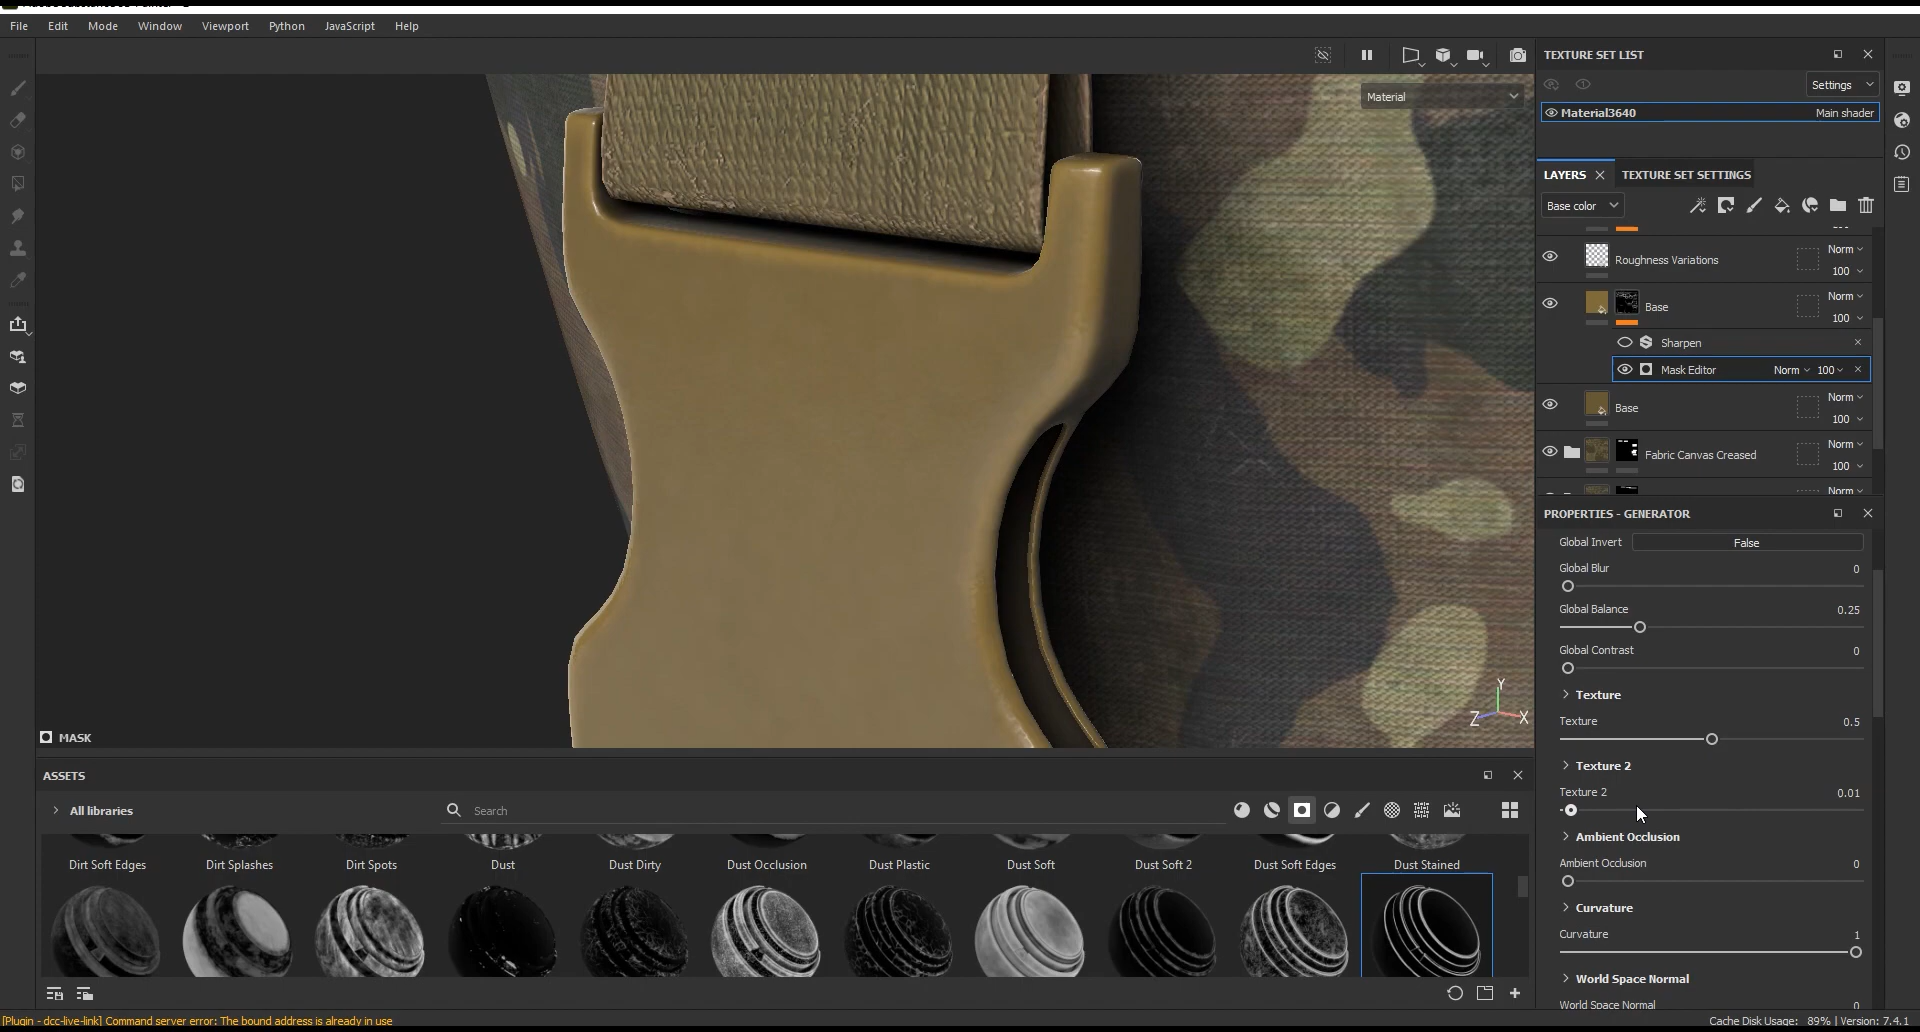 File Edit Mode Window Viewport Python JavaScript Help
Material
TEXTURE SET LIST
Settings
Material3640 Main shader
LAYERS TEXTURE SET SETTINGS
Base color
Norm
Roughness Variations
100
Norm
Base
100
Sharpen
Mask Editor Norm 100
Norm
Base
100
Norm
Fabric Canvas Creased
100
Norm
PROPERTIES - GENERATOR
Global Invert False
Global Blur 0
Global Balance 0.25
Global Contrast 0
Texture
Texture 0.5
Texture 2
Texture 2 0.01
Ambient Occlusion
Ambient Occlusion 0
Curvature
Curvature 1
World Space Normal
World Space Normal 0
Y
Z X
MASK
ASSETS
All libraries
Search
Dirt Soft Edges Dirt Splashes Dirt Spots Dust Dust Dirty Dust Occlusion Dust Plastic Dust Soft Dust Soft 2 Dust Soft Edges Dust Stained
[Plugin - dcc-live-link] Command server error: The bound address is already in use
Cache Disk Usage: 89% | Version: 7.4.1